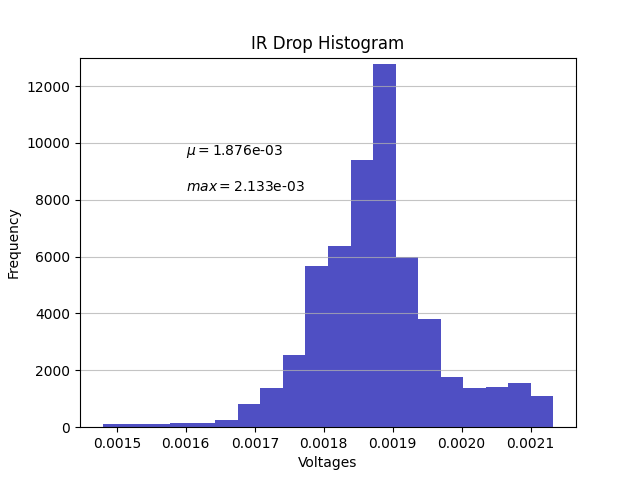 IR Drop Histogram
12000
10000
8000
6000
4000
2000
0
Frequency
μ = 1.876e-03
max = 2.133e-03
0.0015 0.0016 0.0017 0.0018 0.0019 0.0020 0.0021
Voltages